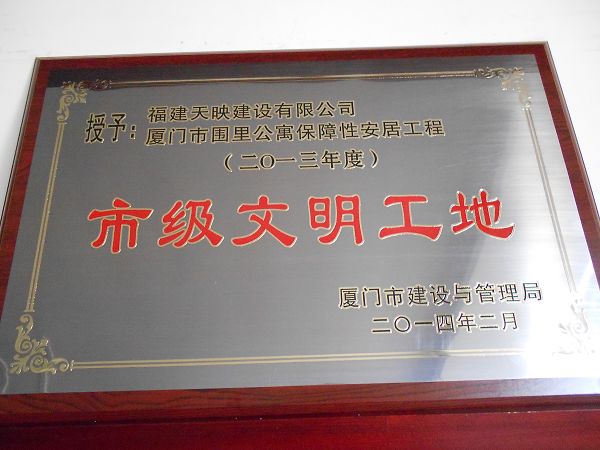 授予：
福建天映建设有限公司
厦门市围里公寓保障性安居工程
（二〇一三年度）
市级文明工地
厦门市建设与管理局
二〇一四年二月